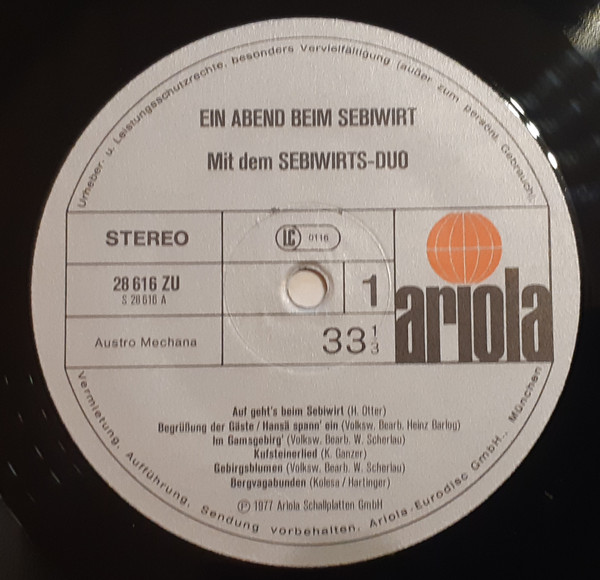 (Urheber. u. Leistungsschutzrechte, besonders Vervielfältigung (außer zum persönl. Gebrauch),
EIN ABEND BEIM SEBIWIRT
Mit dem SEBIWIRTS-DUO
STEREO
LC 0116
28 616 ZU
S 28 616 A
1
Austro Mechana
33 1/3
ariola
Auf geht's beim Sebiwirt (H. Otter)
Begrüßung der Gäste / Hansä spann' ein (Volksw. Bearb. Heinz Darlog)
Im Gamsgebirg' (Volksw. Bearb. W. Scherlau)
Kufsteinerlied (K. Ganzer)
Gebirgsblumen (Volksw. Bearb. W. Scherlau)
Bergvagabunden (Kolesa / Hartinger)
Ⓟ 1977 Ariola Schallplatten GmbH
Vermietung, Aufführung, Sendung vorbehalten. Ariola-Eurodisc GmbH., München